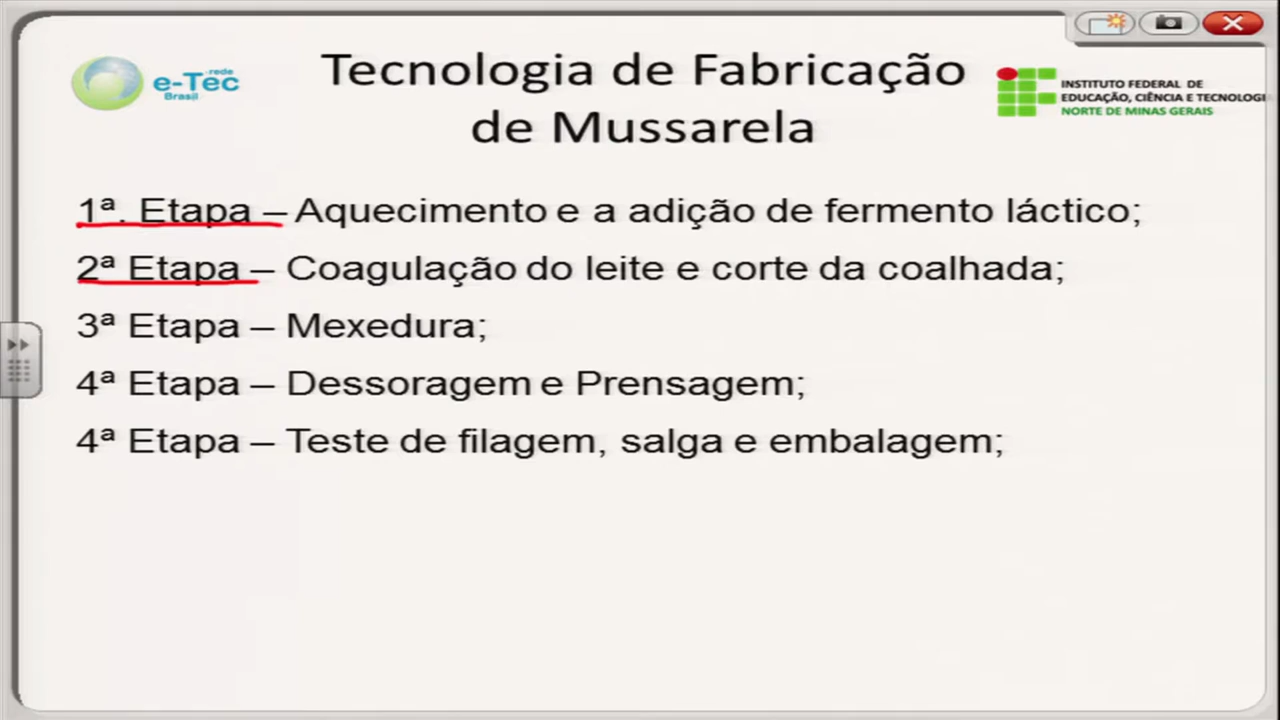 rede
e-Tec
Brasil
Tecnologia de Fabricação
de Mussarela
INSTITUTO FEDERAL DE
EDUCAÇÃO, CIÊNCIA E TECNOLOGI
NORTE DE MINAS GERAIS
1ª. Etapa – Aquecimento e a adição de fermento láctico;
2ª Etapa – Coagulação do leite e corte da coalhada;
3ª Etapa – Mexedura;
4ª Etapa – Dessoragem e Prensagem;
4ª Etapa – Teste de filagem, salga e embalagem;